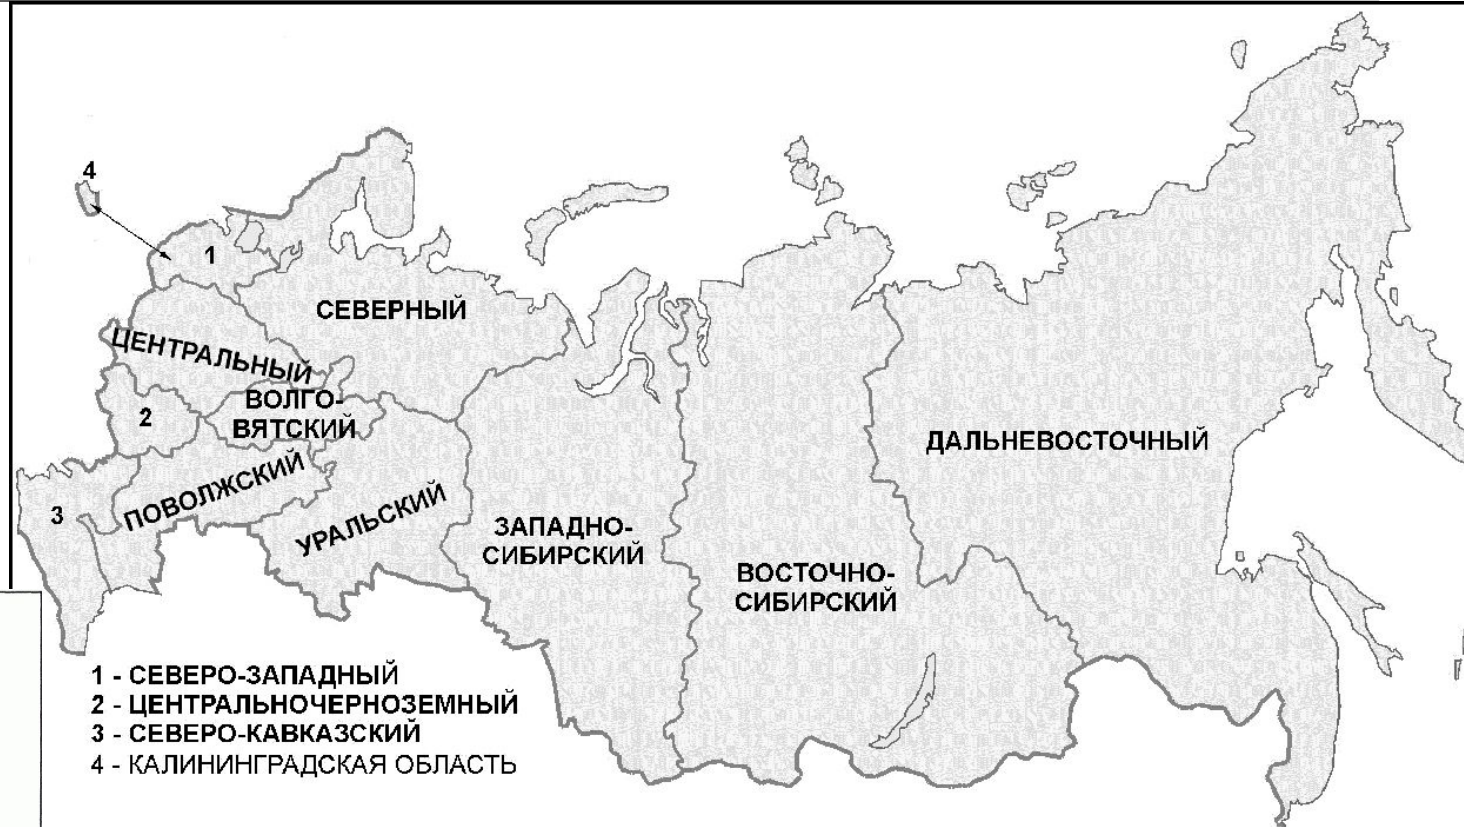 4
1
СЕВЕРНЫЙ
ЦЕНТРАЛЬНЫЙ
ВОЛГО-
ВЯТСКИЙ
2
ДАЛЬНЕВОСТОЧНЫЙ
ПОВОЛЖСКИЙ
3
УРАЛЬСКИЙ
ЗАПАДНО-
СИБИРСКИЙ
ВОСТОЧНО-
СИБИРСКИЙ
1 - СЕВЕРО-ЗАПАДНЫЙ
2 - ЦЕНТРАЛЬНОЧЕРНОЗЕМНЫЙ
3 - СЕВЕРО-КАВКАЗСКИЙ
4 - КАЛИНИНГРАДСКАЯ ОБЛАСТЬ